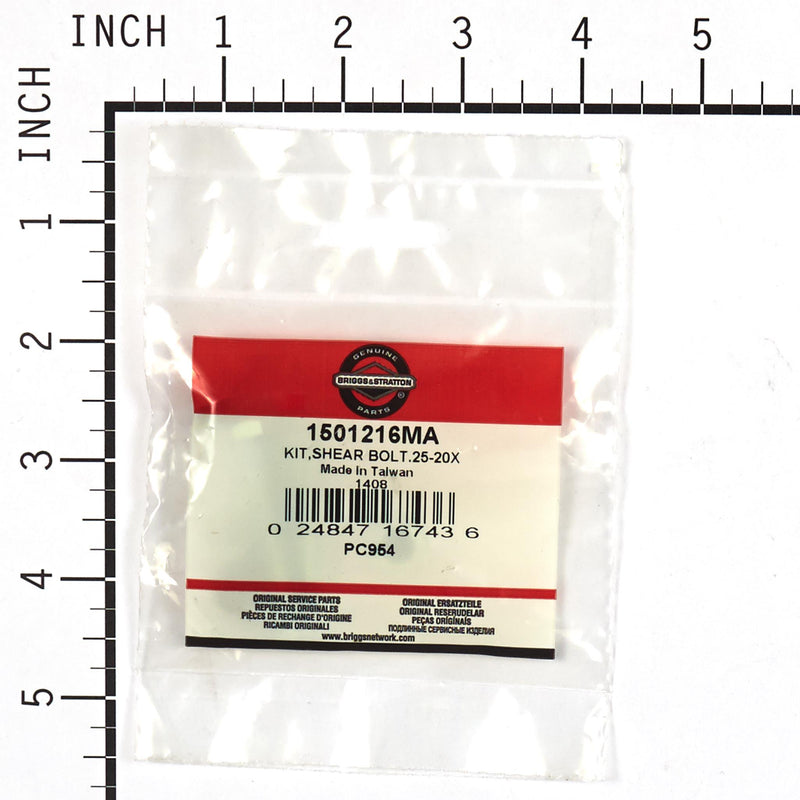 INCH 1 2 3 4 5
INCH
1
2
3
4
5
GENUINE
BRIGGS&STRATTON
®
PARTS
1501216MA
KIT,SHEAR BOLT.25-20X
Made in Taiwan
1408
0 24847 16743 6
PC954
ORIGINAL SERVICE PARTS
REPUESTOS ORIGINALES
PIÈCES DE RECHANGE D'ORIGINE
RICAMBI ORIGINALI
ORIGINAL ERSATZTEILE
ORIGINAL RESERUDELAR
PEÇAS ORIGINAIS
ПОДЛИННЫЕ СЕРВИСНЫЕ ИЗДЕЛИЯ
www.briggsnetwork.com